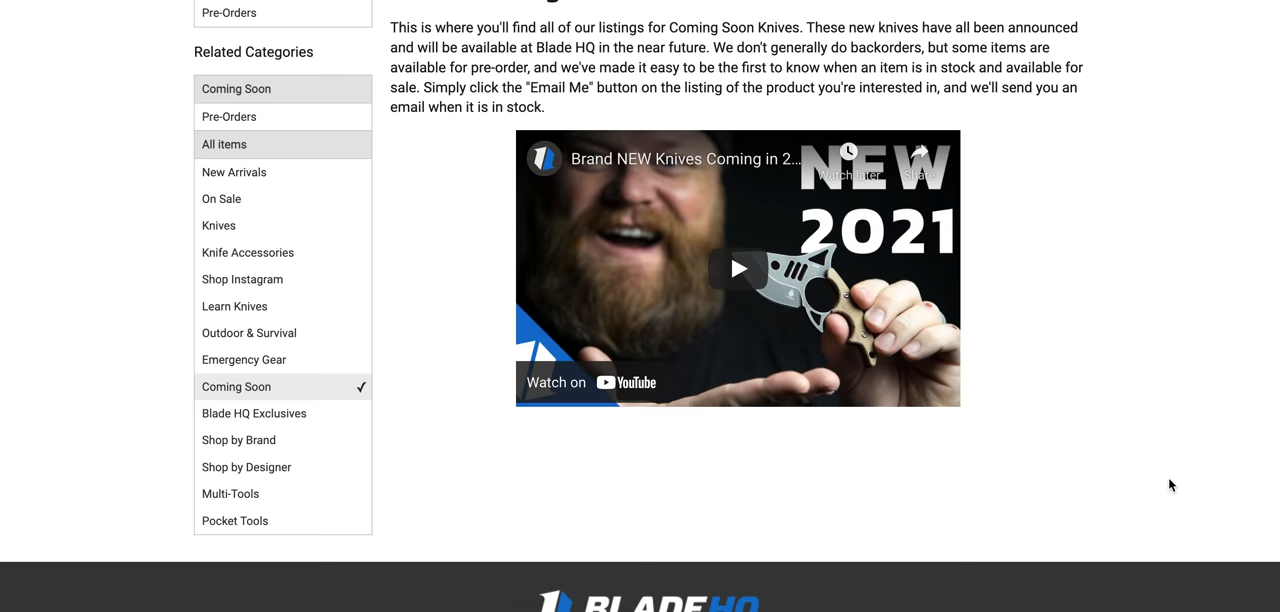 Pre-Orders
Related Categories
Coming Soon
Pre-Orders
All items
New Arrivals
On Sale
Knives
Knife Accessories
Shop Instagram
Learn Knives
Outdoor & Survival
Emergency Gear
Coming Soon ✓
Blade HQ Exclusives
Shop by Brand
Shop by Designer
Multi-Tools
Pocket Tools
This is where you'll find all of our listings for Coming Soon Knives. These new knives have all been announced
and will be available at Blade HQ in the near future. We don't generally do backorders, but some items are
available for pre-order, and we've made it easy to be the first to know when an item is in stock and available for
sale. Simply click the "Email Me" button on the listing of the product you're interested in, and we'll send you an
email when it is in stock.
Brand NEW Knives Coming in 2...
Watch later
Share
NEW
2021
Watch on YouTube
BLADE HQ